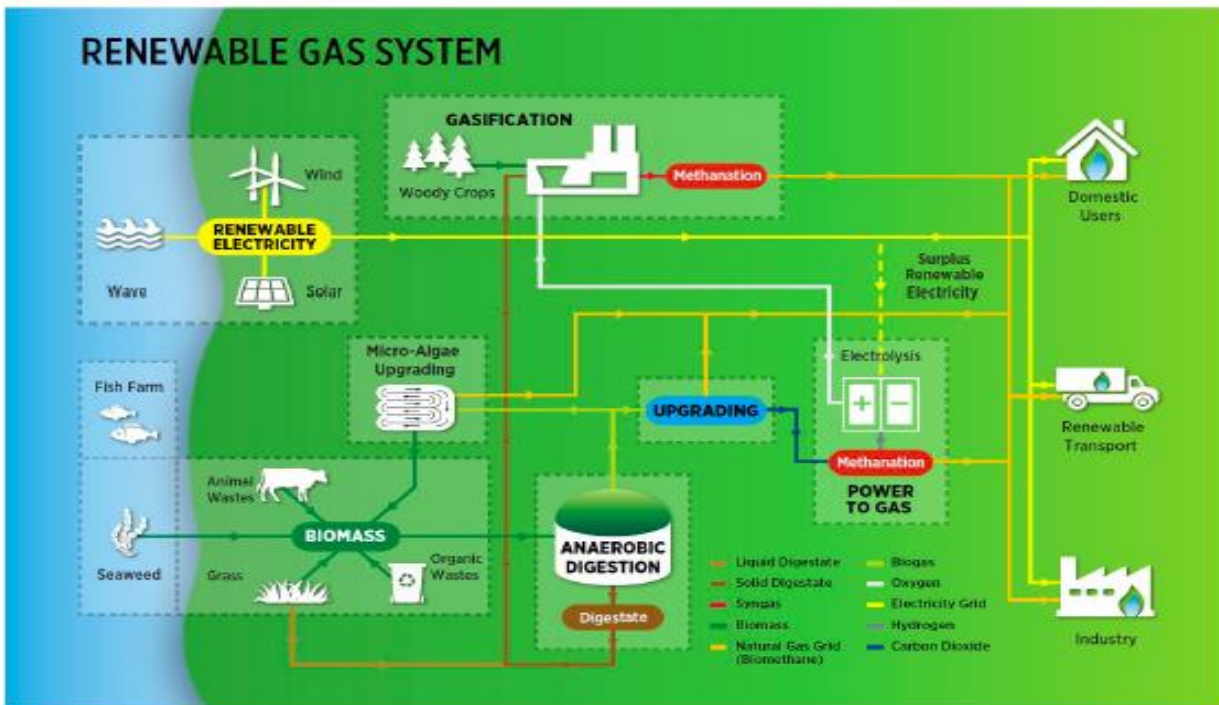 RENEWABLE GAS SYSTEM
GASIFICATION
Woody Crops
Methanation
Wind
RENEWABLE
ELECTRICITY
Wave
Solar
Domestic
Users
Surplus
Renewable
Electricity
Micro-Algae
Upgrading
Electrolysis
Fish Farm
UPGRADING
Renewable
Transport
Methanation
POWER
TO GAS
Animal
Wastes
BIOMASS
Seaweed
Grass
Organic
Wastes
ANAEROBIC
DIGESTION
Digestate
Liquid Digestate
Solid Digestate
Syngas
Biomass
Natural Gas Grid
(Biomethane)
Biogas
Oxygen
Electricity Grid
Hydrogen
Carbon Dioxide
Industry